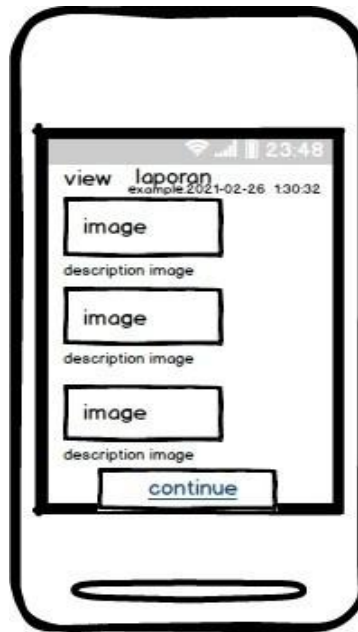 23:48
view laporan
example.2021-02-26 1:30:32
image
description image
image
description image
image
description image
continue